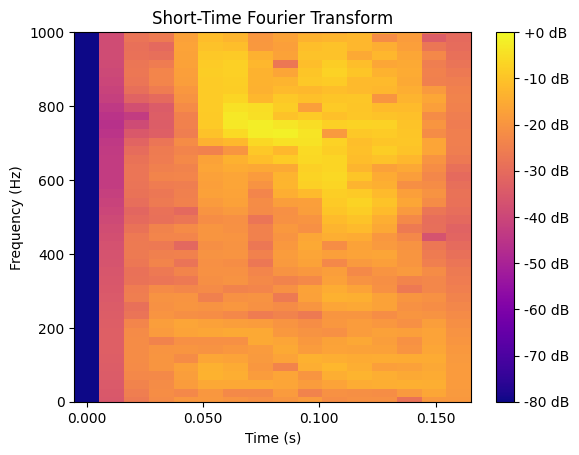 Short-Time Fourier Transform
Frequency (Hz)
1000
800
600
400
200
0
0.000
0.050
0.100
0.150
Time (s)
+0 dB
-10 dB
-20 dB
-30 dB
-40 dB
-50 dB
-60 dB
-70 dB
-80 dB